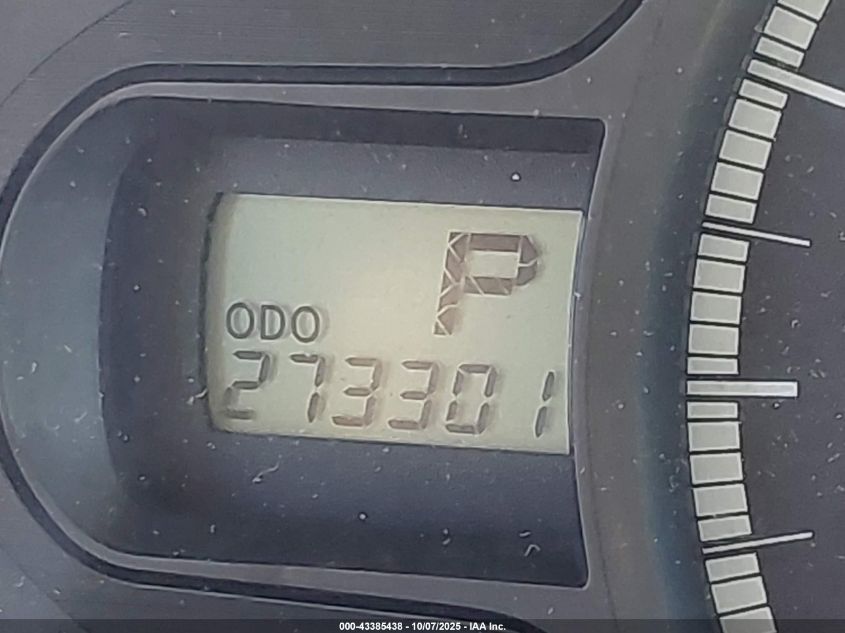 P
ODO
273301
000-43385438 - 10/07/2025 - IAA Inc.